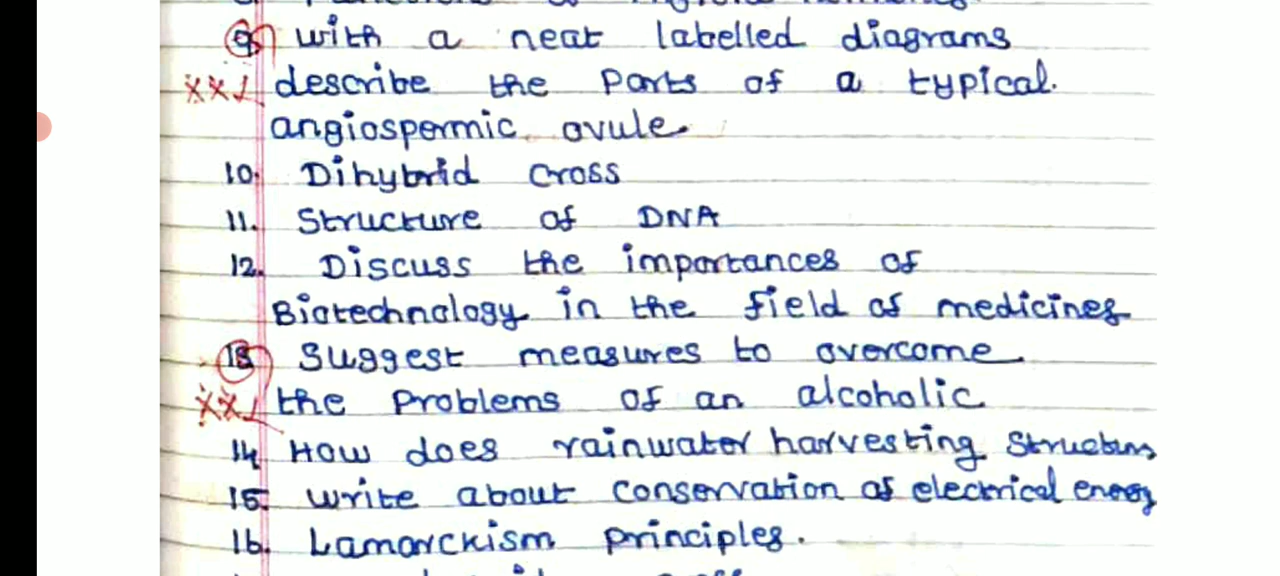 9. with a neat labelled diagrams
describe the parts of a typical.
angiospermic ovule.
10. Dihybrid cross
11. Structure of DNA
12. Discuss the importances of
Biotechnology in the field of medicines
13 Suggest measures to overcome
the problems of an alcoholic
14 How does rainwater harvesting
15. write about conservation of electrical
16. Lamarckism principles.